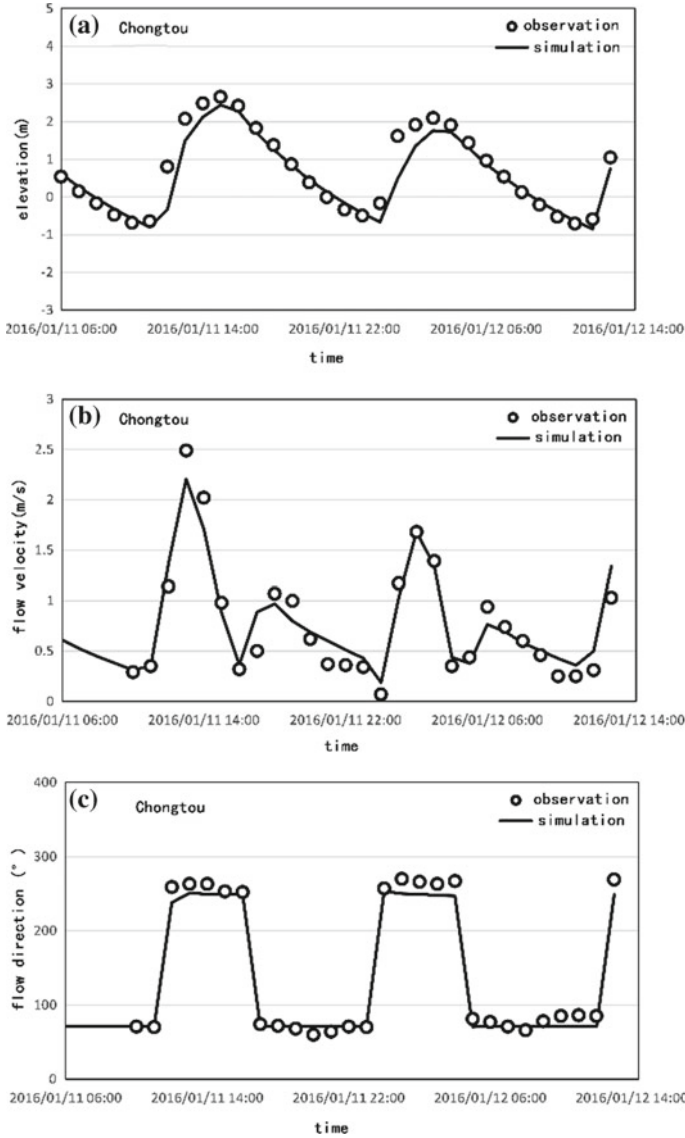 (a) Chongtou
observation
simulation
5
4
3
2
1
0
-1
-2
-3
elevation(m)
2016/01/11 06:00 2016/01/11 14:00 2016/01/11 22:00 2016/01/12 06:00 2016/01/12 14:00
time
(b) Chongtou
observation
simulation
3
2.5
2
1.5
1
0.5
0
flow velocity(m/s)
2016/01/11 06:00 2016/01/11 14:00 2016/01/11 22:00 2016/01/12 06:00 2016/01/12 14:00
time
(c) Chongtou
observation
simulation
400
300
200
100
0
flow direction (°)
2016/01/11 06:00 2016/01/11 14:00 2016/01/11 22:00 2016/01/12 06:00 2016/01/12 14:00
time